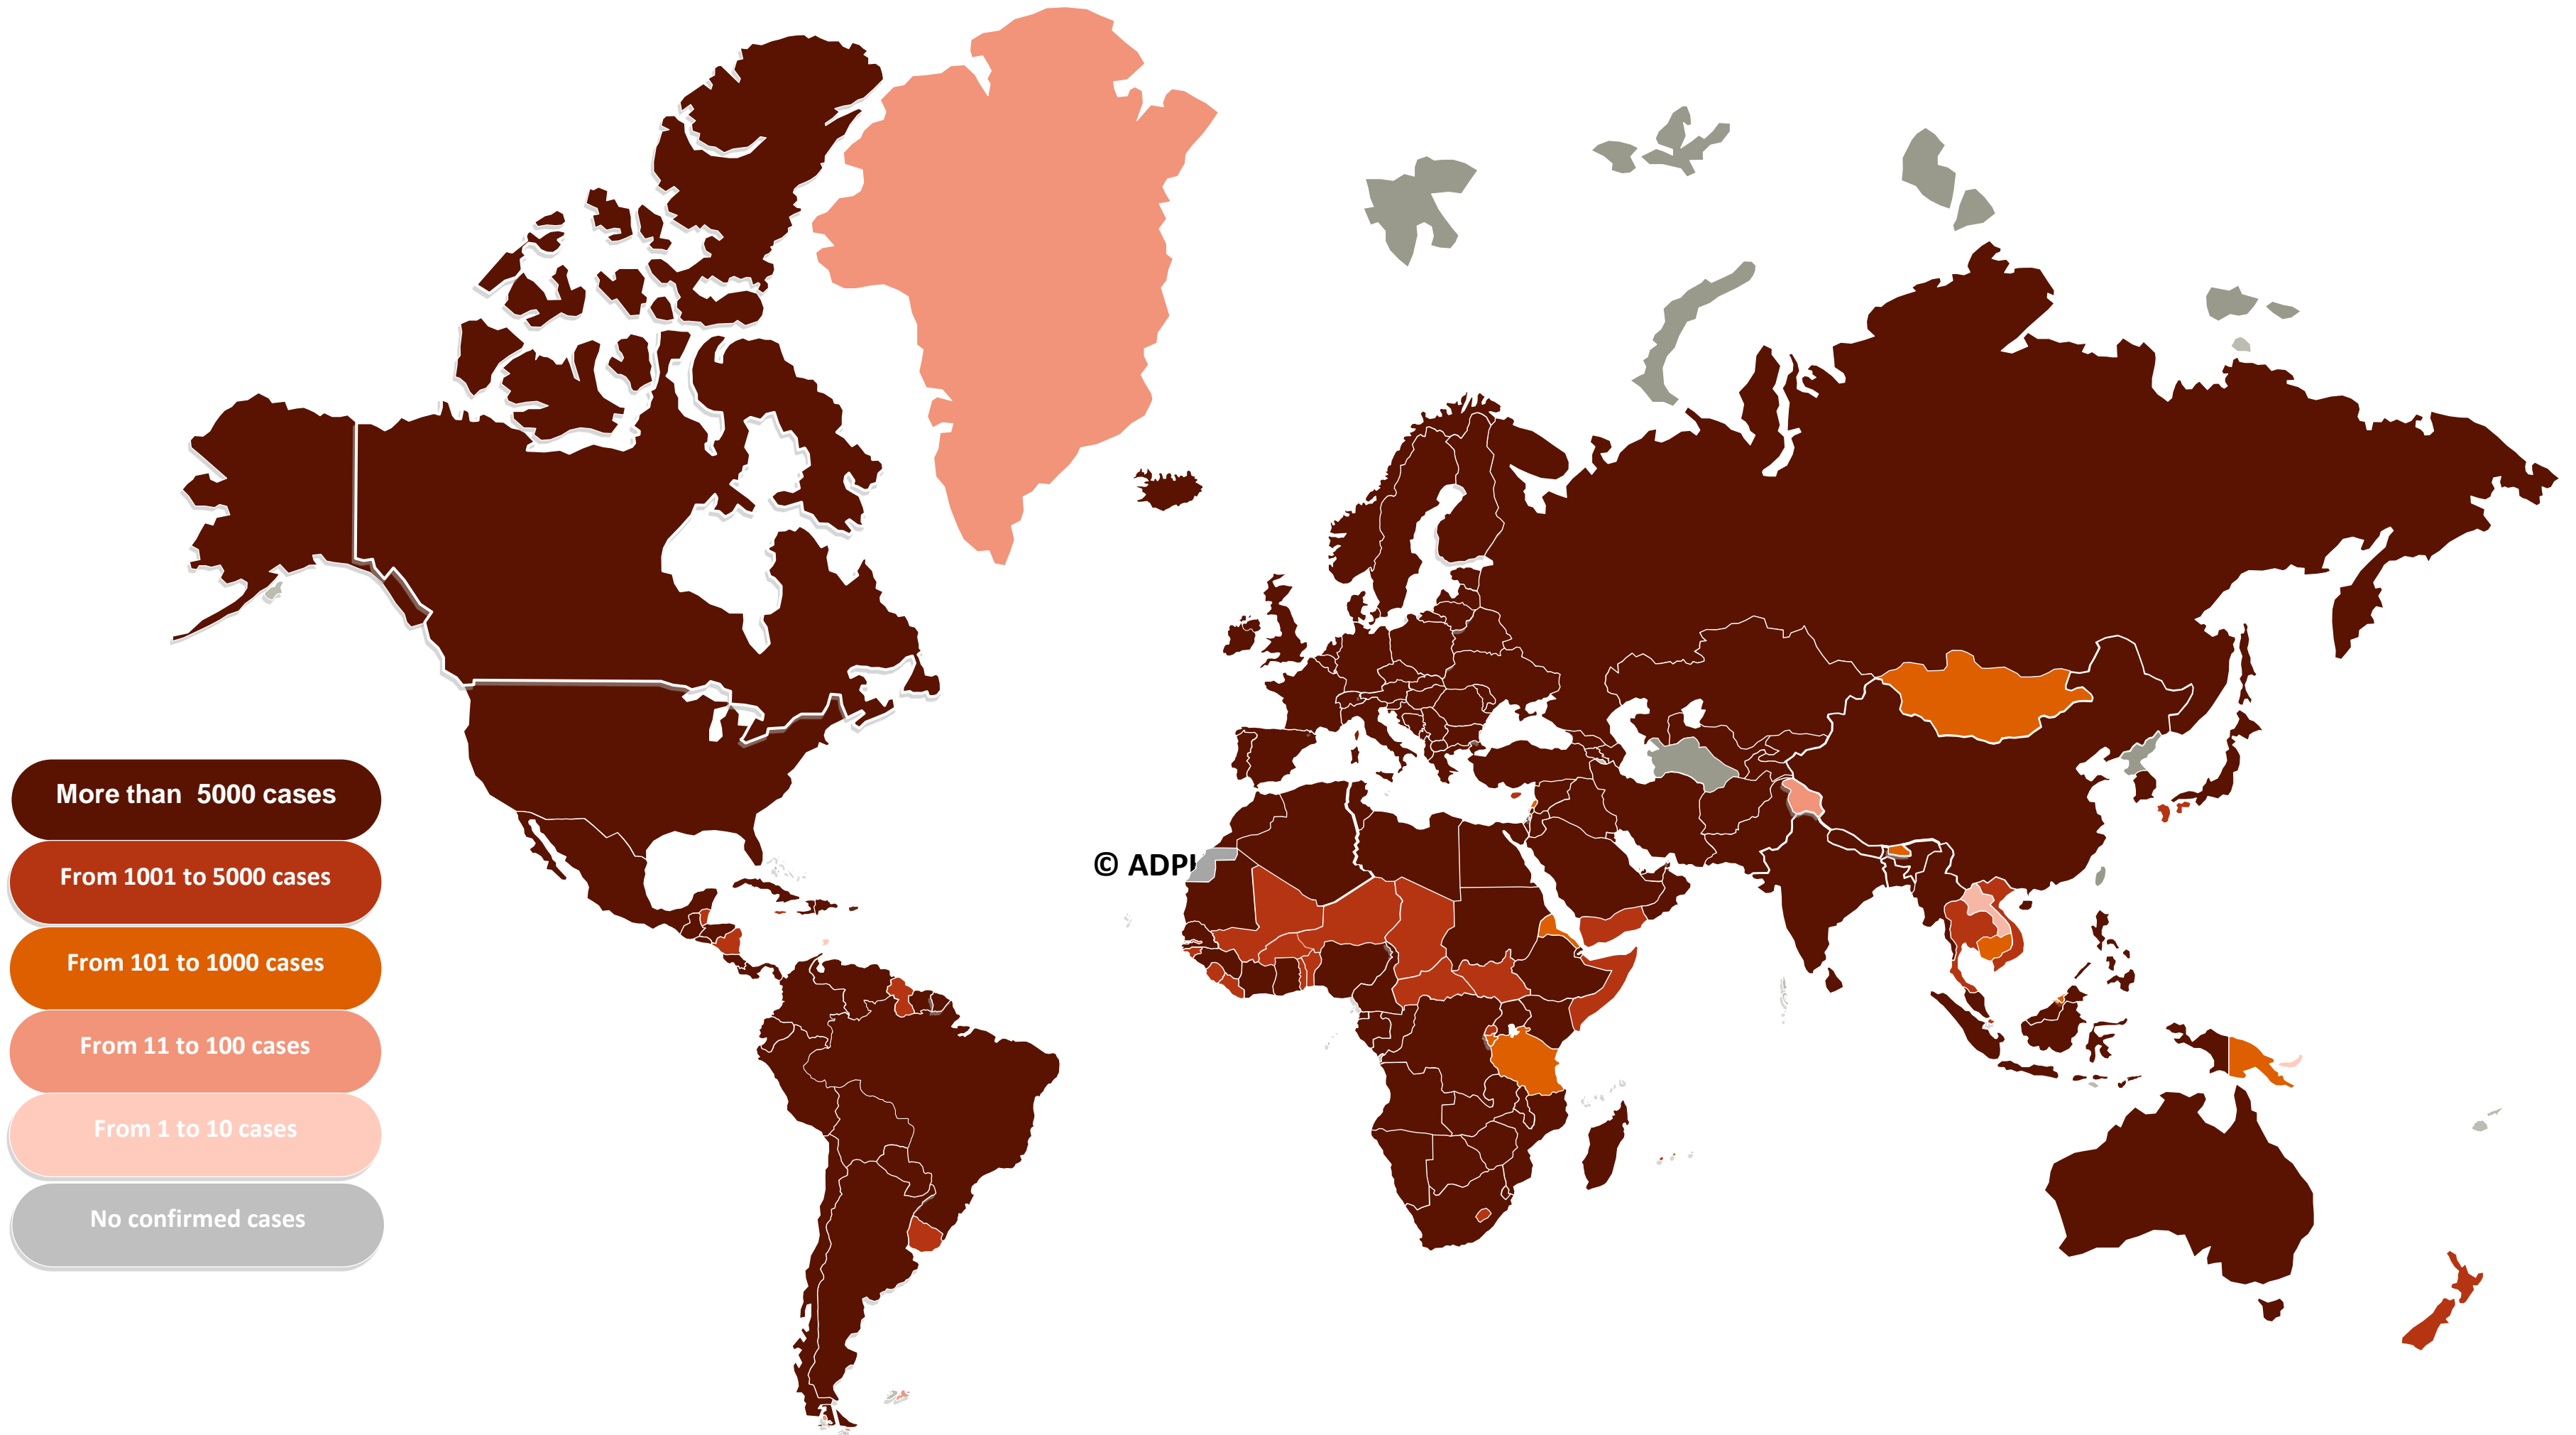 More than  5000 cases
© ADPH
From 1001 to 5000 cases
From 101 to 1000 cases
From 11 to 100 cases
From 1 to 10 cases
No confirmed cases